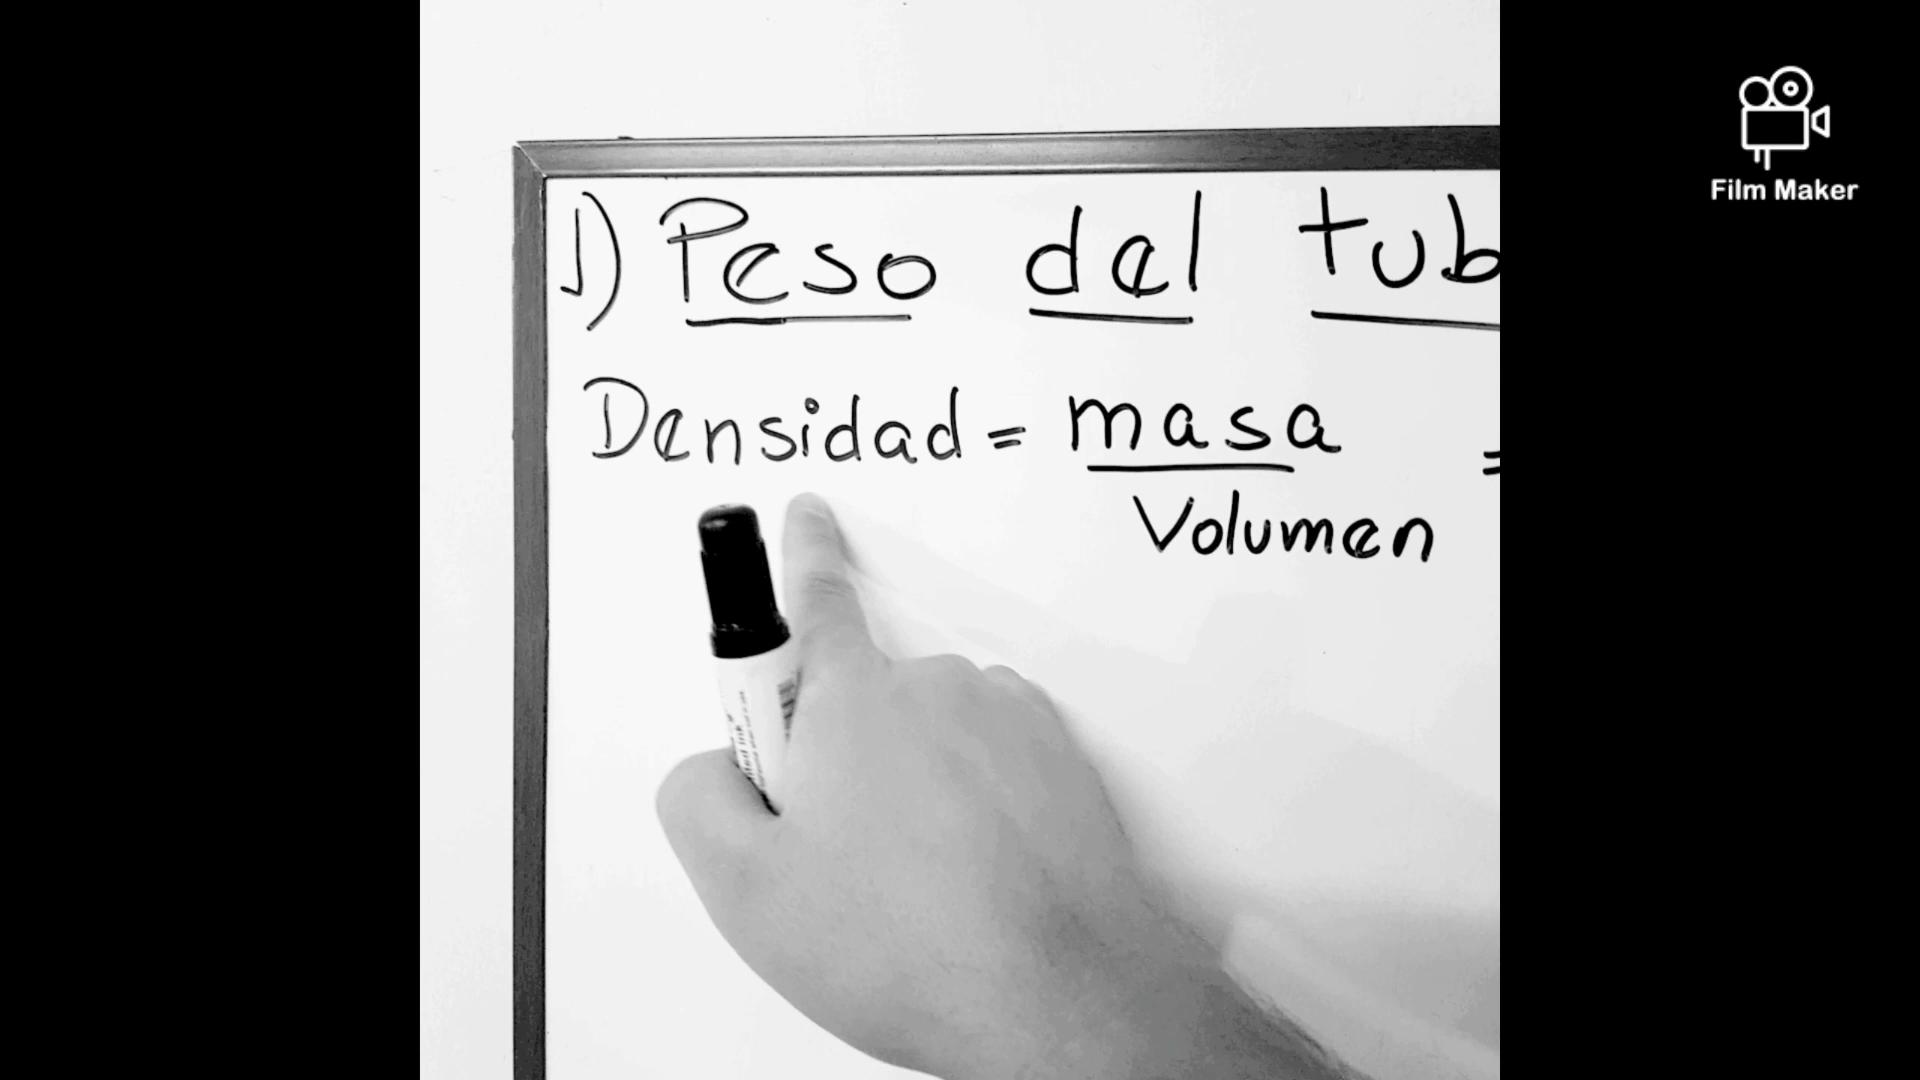 1) Peso del tub
Densidad = masa =
Volumen
Film Maker